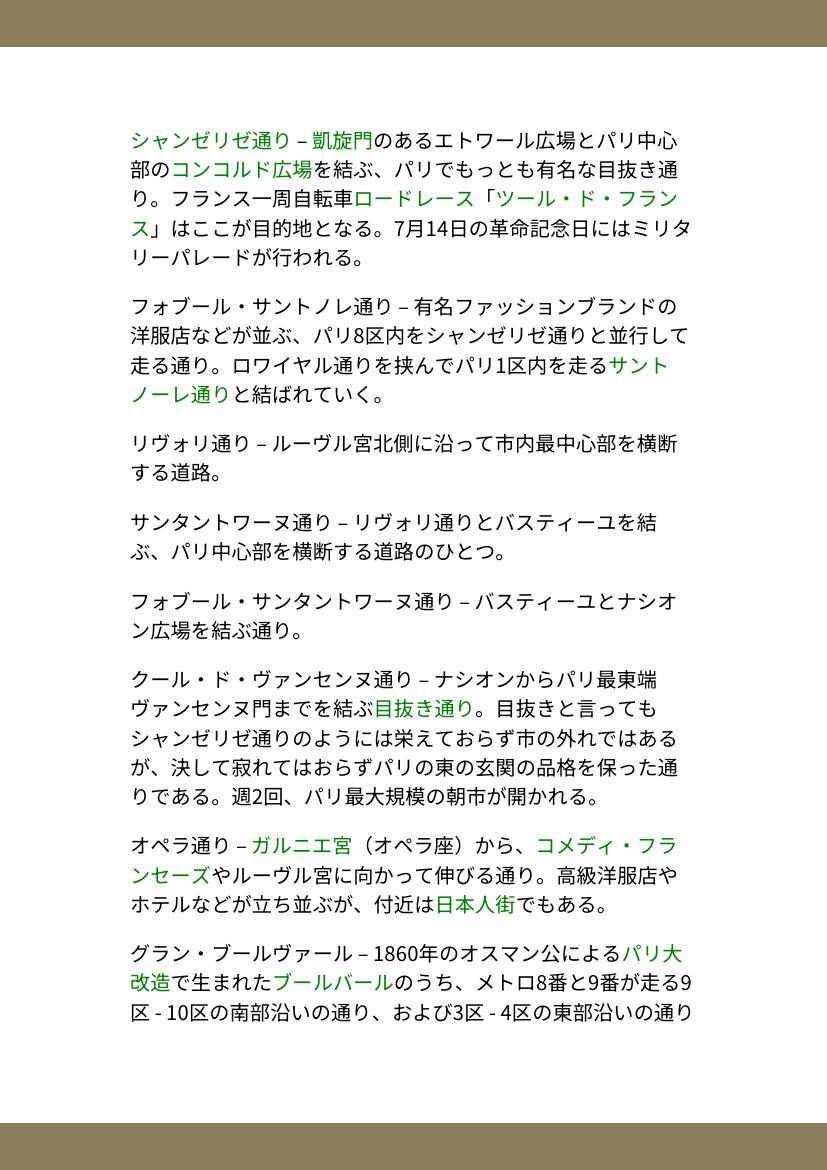 シャンゼリゼ通り – 凱旋門のあるエトワール広場とパリ中心
部のコンコルド広場を結ぶ、パリでもっとも有名な目抜き通
り。フランス一周自転車ロードレース「ツール・ド・フラン
ス」はここが目的地となる。7月14日の革命記念日にはミリタ
リーパレードが行われる。
フォブール・サントノレ通り – 有名ファッションブランドの
洋服店などが並ぶ、パリ8区内をシャンゼリゼ通りと並行して
走る通り。ロワイヤル通りを挟んでパリ1区内を走るサント
ノーレ通りと結ばれていく。
リヴォリ通り – ルーヴル宮北側に沿って市内最中心部を横断
する道路。
サンタントワーヌ通り – リヴォリ通りとバスティーユを結
ぶ、パリ中心部を横断する道路のひとつ。
フォブール・サンタントワーヌ通り – バスティーユとナシオ
ン広場を結ぶ通り。
クール・ド・ヴァンセンヌ通り – ナシオンからパリ最東端
ヴァンセンヌ門までを結ぶ目抜き通り。目抜きと言っても
シャンゼリゼ通りのようには栄えておらず市の外れではある
が、決して寂れてはおらずパリの東の玄関の品格を保った通
りである。週2回、パリ最大規模の朝市が開かれる。
オペラ通り – ガルニエ宮（オペラ座）から、コメディ・フラ
ンセーズやルーヴル宮に向かって伸びる通り。高級洋服店や
ホテルなどが立ち並ぶが、付近は日本人街でもある。
グラン・ブールヴァール – 1860年のオスマン公によるパリ大
改造で生まれたブールバールのうち、メトロ8番と9番が走る9
区 - 10区の南部沿いの通り、および3区 - 4区の東部沿いの通り